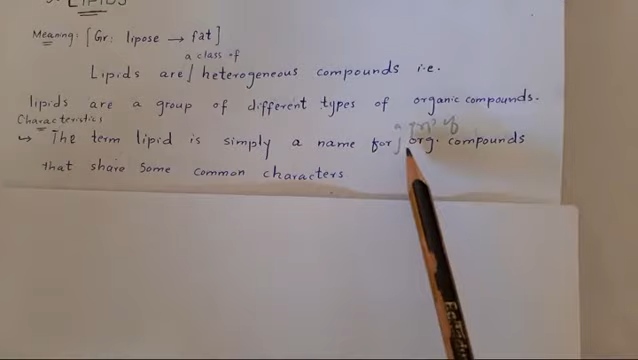 LIPIDS
Meaning: [Gr: lipose → fat]
a class of
Lipids are heterogeneous compounds i.e.
lipids are a group of different types of organic compounds.
Characteristics
↳ The term lipid is simply a name for org. compounds
that share some common characters